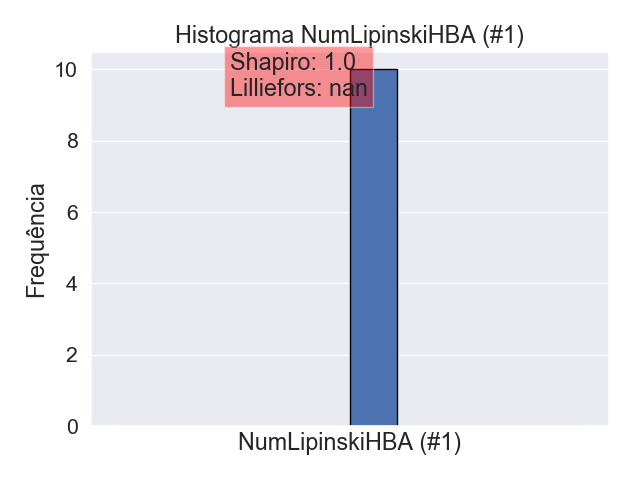 Histograma NumLipinskiHBA (#1)
Shapiro: 1.0
Lilliefors: nan
10
8
6
4
2
0
Frequência
NumLipinskiHBA (#1)